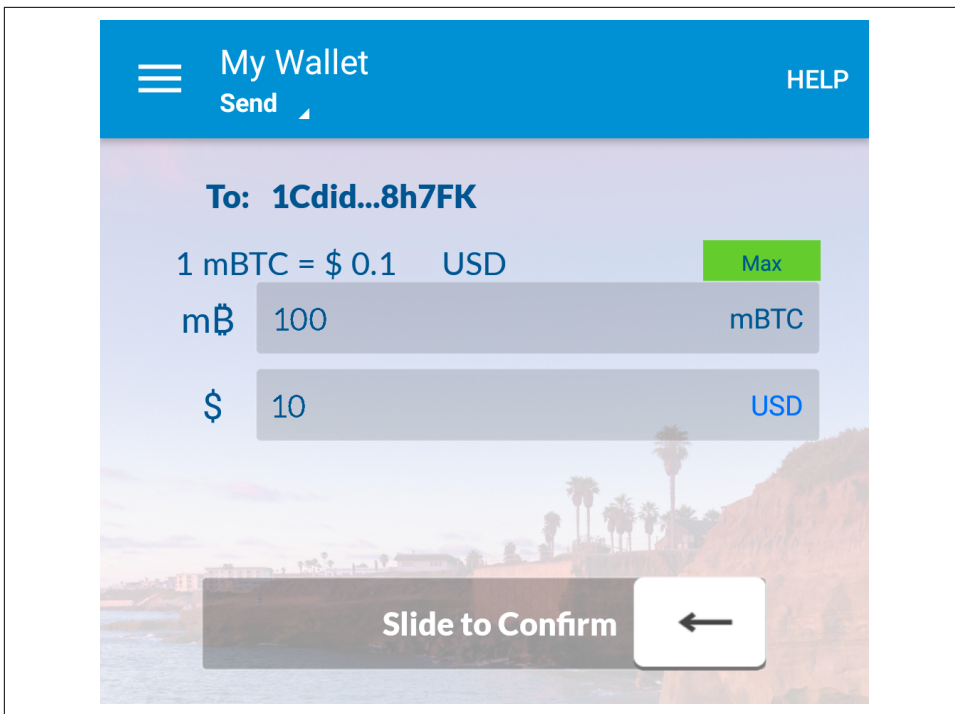 My Wallet
Send
HELP
To: 1Cdid...8h7FK
1 mBTC = $ 0.1 USD
Max
m₿ 100 mBTC
$ 10 USD
Slide to Confirm